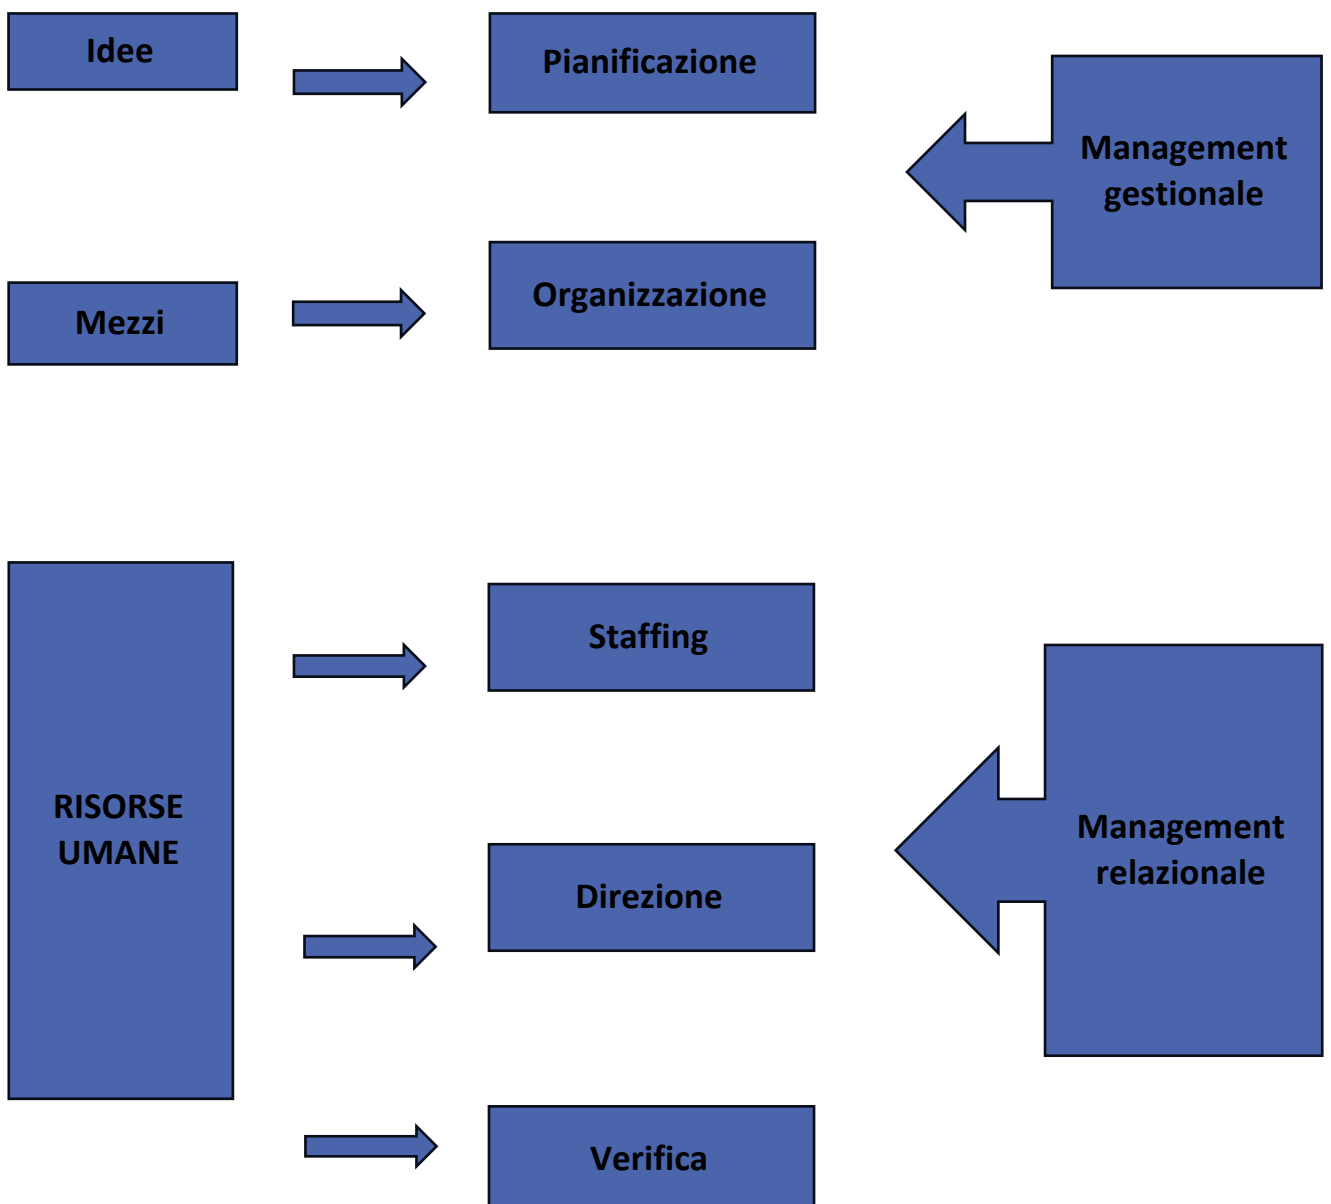 Idee
Pianificazione
Management
gestionale
Mezzi
Organizzazione
RISORSE
UMANE
Staffing
Direzione
Verifica
Management
relazionale